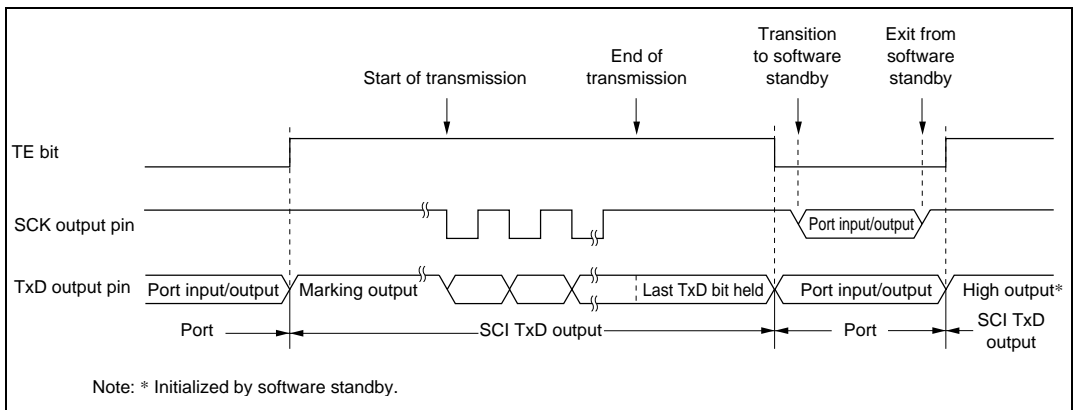 Transition
to software
standby
Exit from
software
standby
Start of transmission
End of
transmission
TE bit
SCK output pin
Port input/output
TxD output pin
Port input/output
Marking output
Last TxD bit held
Port input/output
High output*
Port
SCI TxD output
Port
SCI TxD
output
Note: * Initialized by software standby.